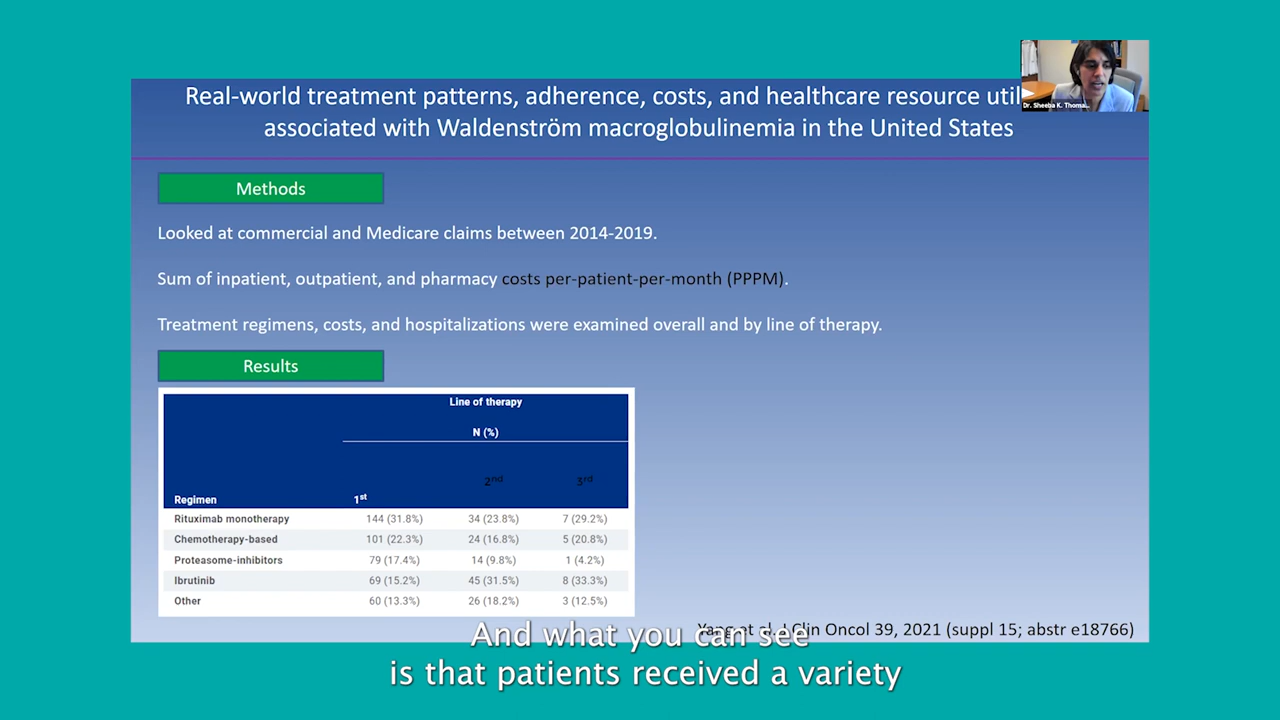 Real-world treatment patterns, adherence, costs, and healthcare resource
associated with Waldenström macroglobulinemia in the United States
Dr. Sheeba K. Thoma...
Methods
Looked at commercial and Medicare claims between 2014-2019.
Sum of inpatient, outpatient, and pharmacy costs per-patient-per-month (PPPM).
Treatment regimens, costs, and hospitalizations were examined overall and by line of therapy.
Results
Line of therapy
N (%)
Regimen 1st 2nd 3rd
Rituximab monotherapy 144 (31.8%) 34 (23.8%) 7 (29.2%)
Chemotherapy-based 101 (22.3%) 24 (16.8%) 5 (20.8%)
Proteasome-inhibitors 79 (17.4%) 14 (9.8%) 1 (4.2%)
Ibrutinib 69 (15.2%) 45 (31.5%) 8 (33.3%)
Other 60 (13.3%) 26 (18.2%) 3 (12.5%)
et al. J Clin Oncol 39, 2021 (suppl 15; abstr e18766)
And what you can see
is that patients received a variety